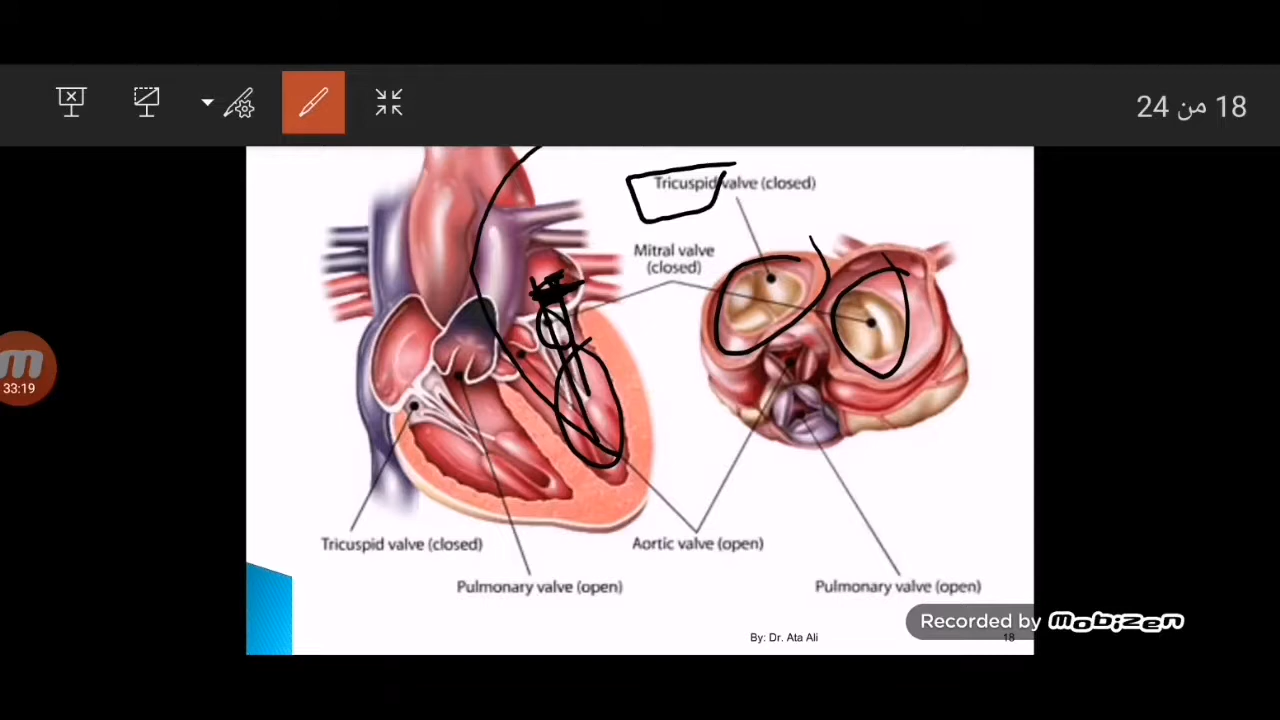 18 من 24
Tricuspid valve (closed)
Mitral valve
(closed)
33:19
Tricuspid valve (closed)
Aortic valve (open)
Pulmonary valve (open)
Pulmonary valve (open)
Recorded by mobizen
By: Dr. Ata Ali
18